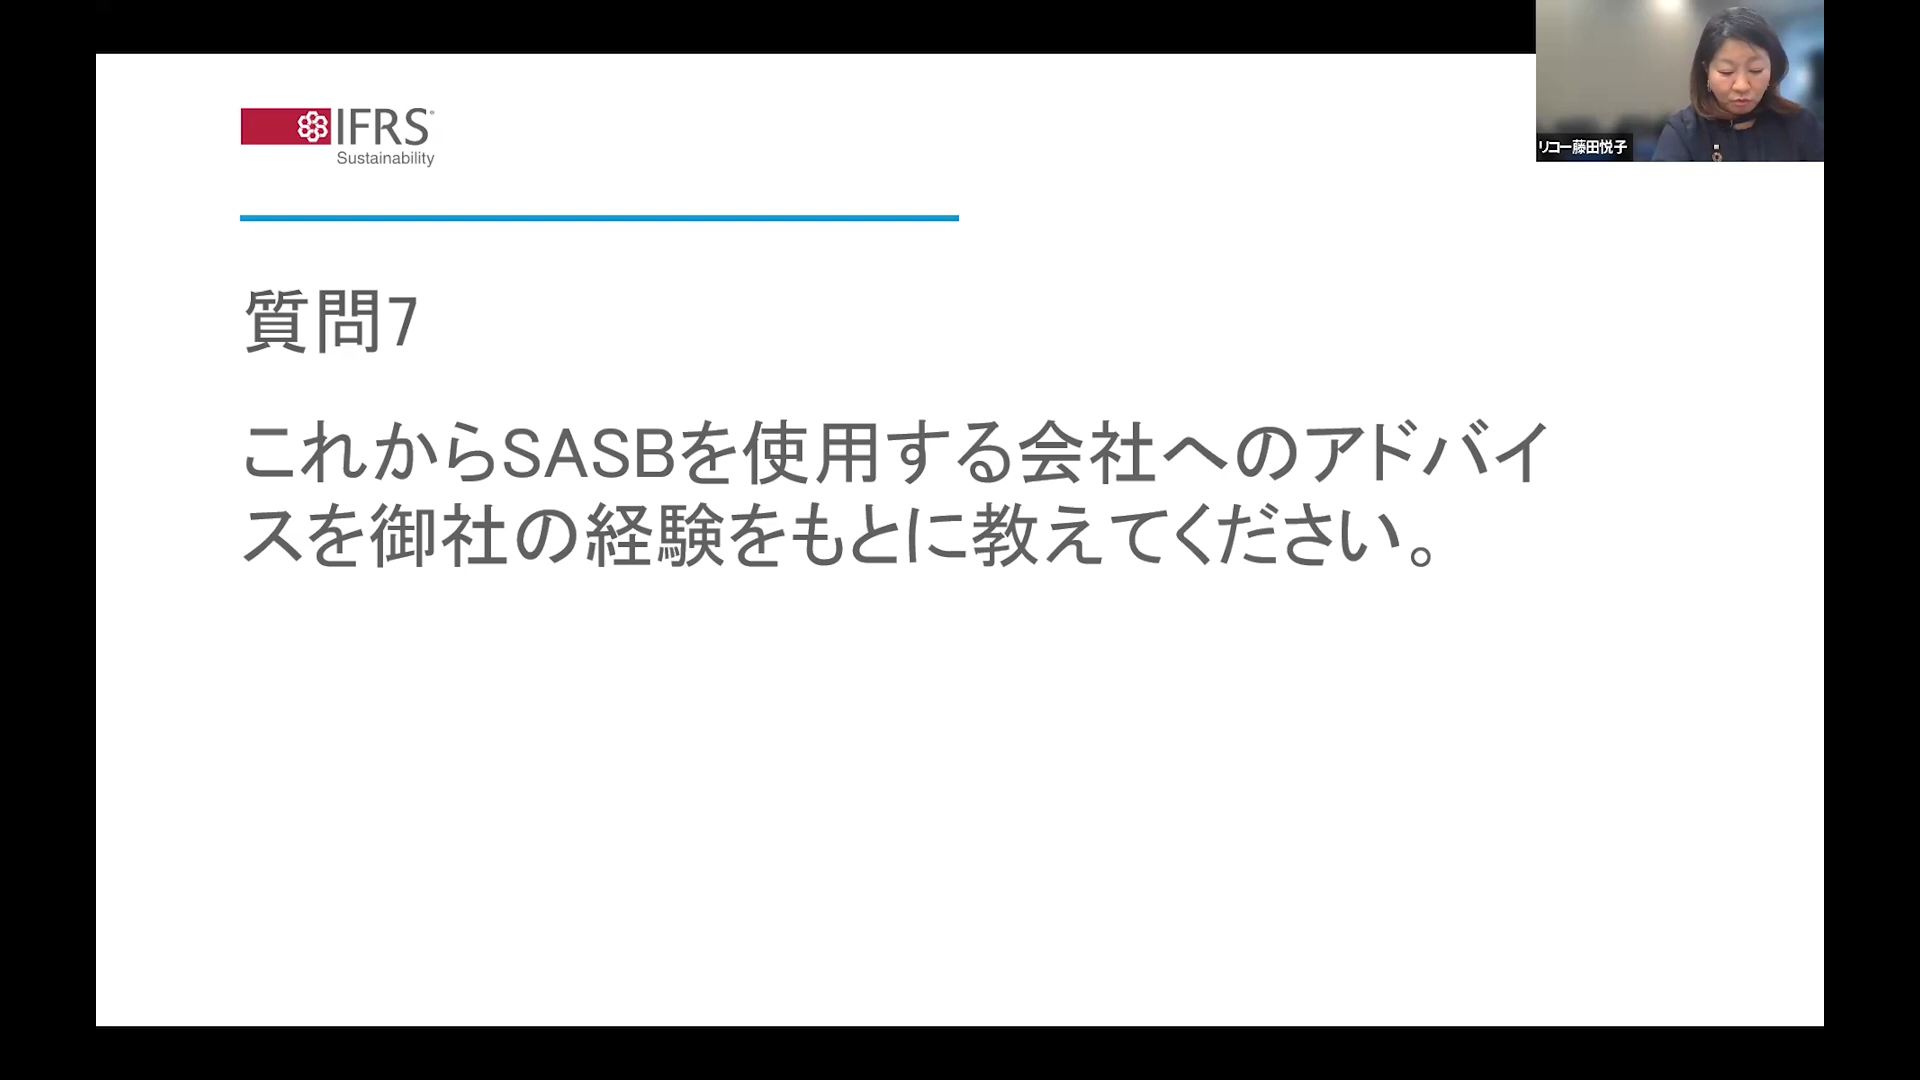 IFRS
Sustainability
リコー藤田悦子
質問7
これからSASBを使用する会社へのアドバイ
スを御社の経験をもとに教えてください。